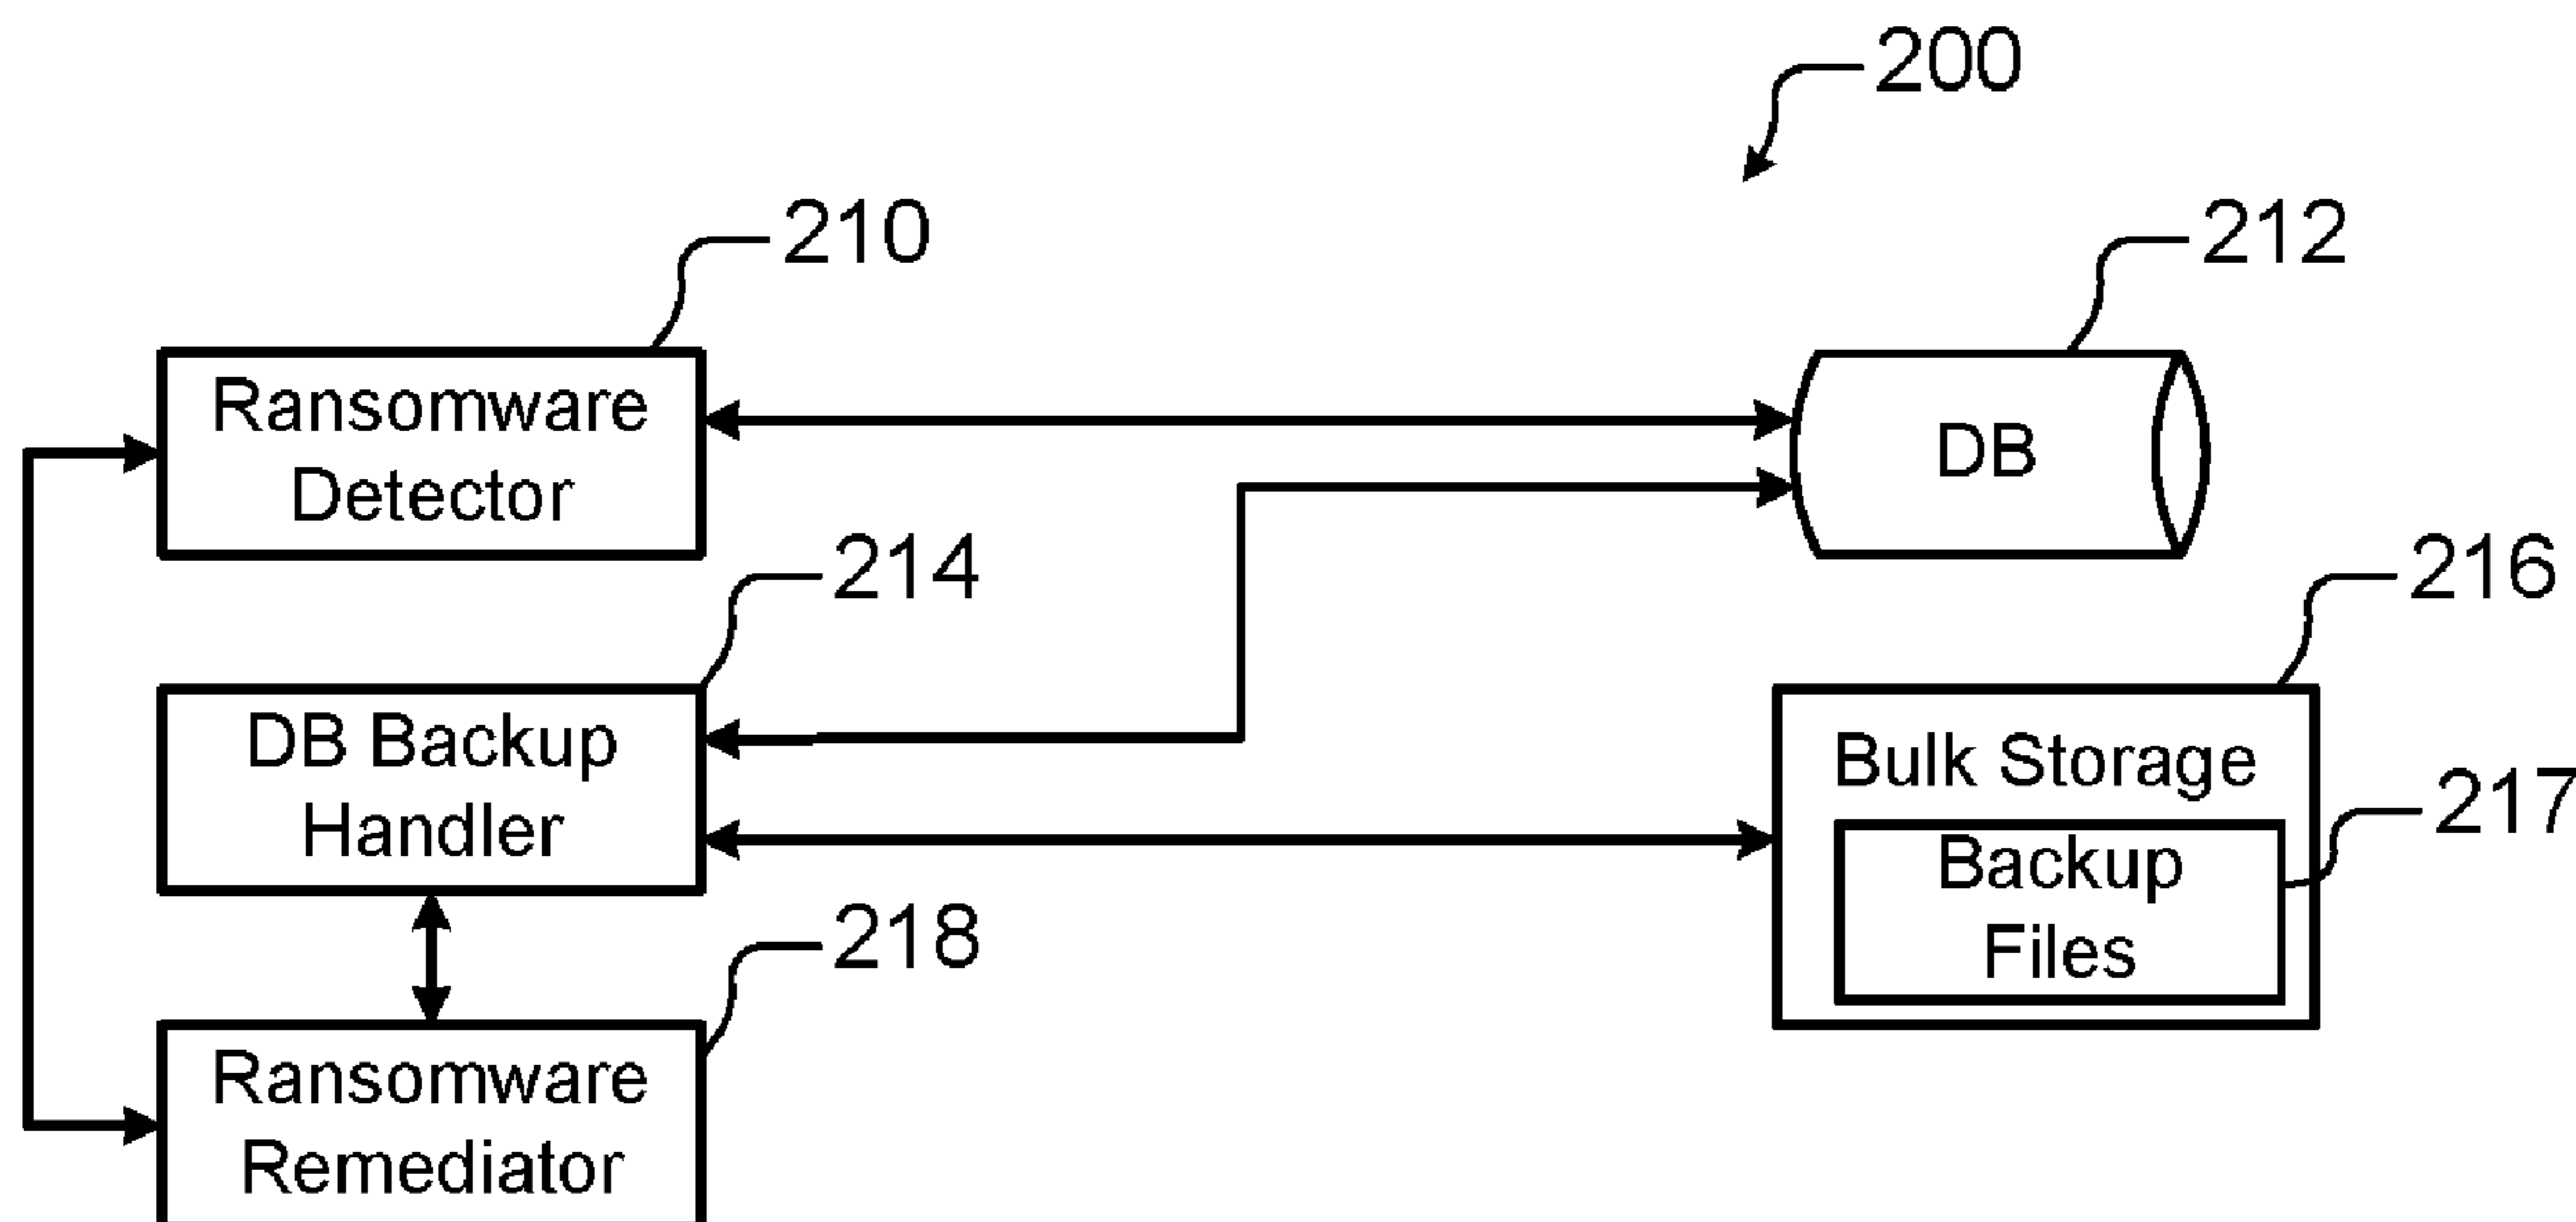 200
210
212
Ransomware
Detector
DB
214
216
DB Backup
Handler
Bulk Storage
217
Backup
Files
218
Ransomware
Remediator